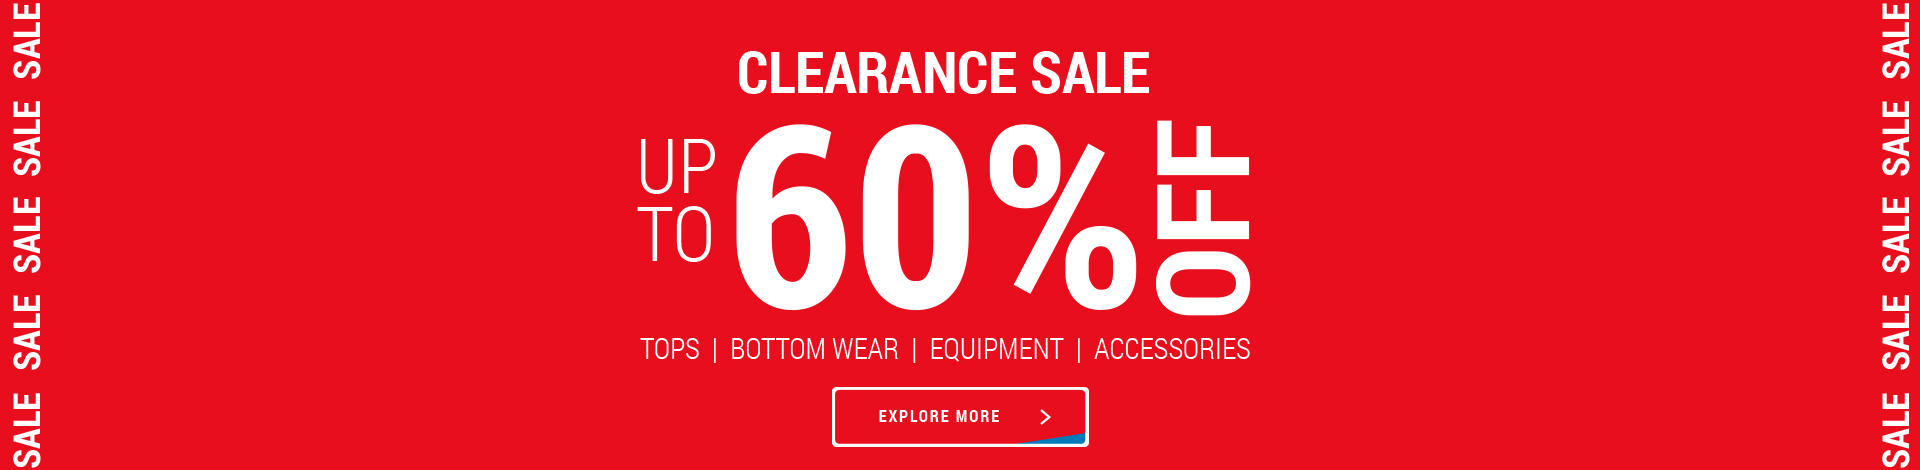 SALE SALE SALE SALE SALE
CLEARANCE SALE
UP TO 60% OFF
TOPS | BOTTOM WEAR | EQUIPMENT | ACCESSORIES
EXPLORE MORE >
SALE SALE SALE SALE SALE